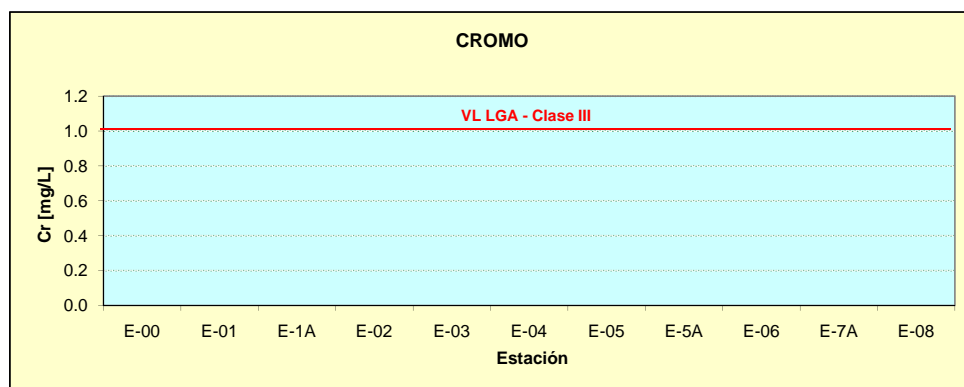 CROMO
1.2
VL LGA - Clase III
1.0
0.8
0.6
0.4
0.2
0.0
Cr [mg/L]
E-00 E-01 E-1A E-02 E-03 E-04 E-05 E-5A E-06 E-7A E-08
Estación